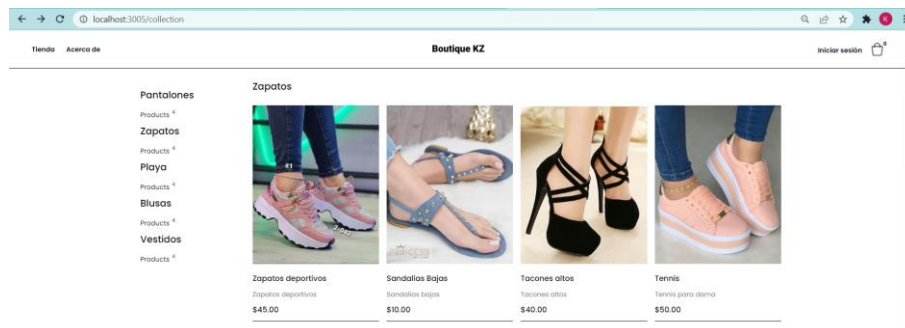 localhost:3005/collection
K
Tienda Acerca de
Boutique KZ
Iniciar sesión 0
Pantalones
Products 4
Zapatos
Products 4
Playa
Products 4
Blusas
Products 4
Vestidos
Products 4
Zapatos
#1
Zapatos deportivos
Zapatos deportivos
$45.00
Sandalias Bajas
Sandalias bajas
$10.00
Tacones altos
Tacones altos
$40.00
Tennis
Tennis para dama
$50.00